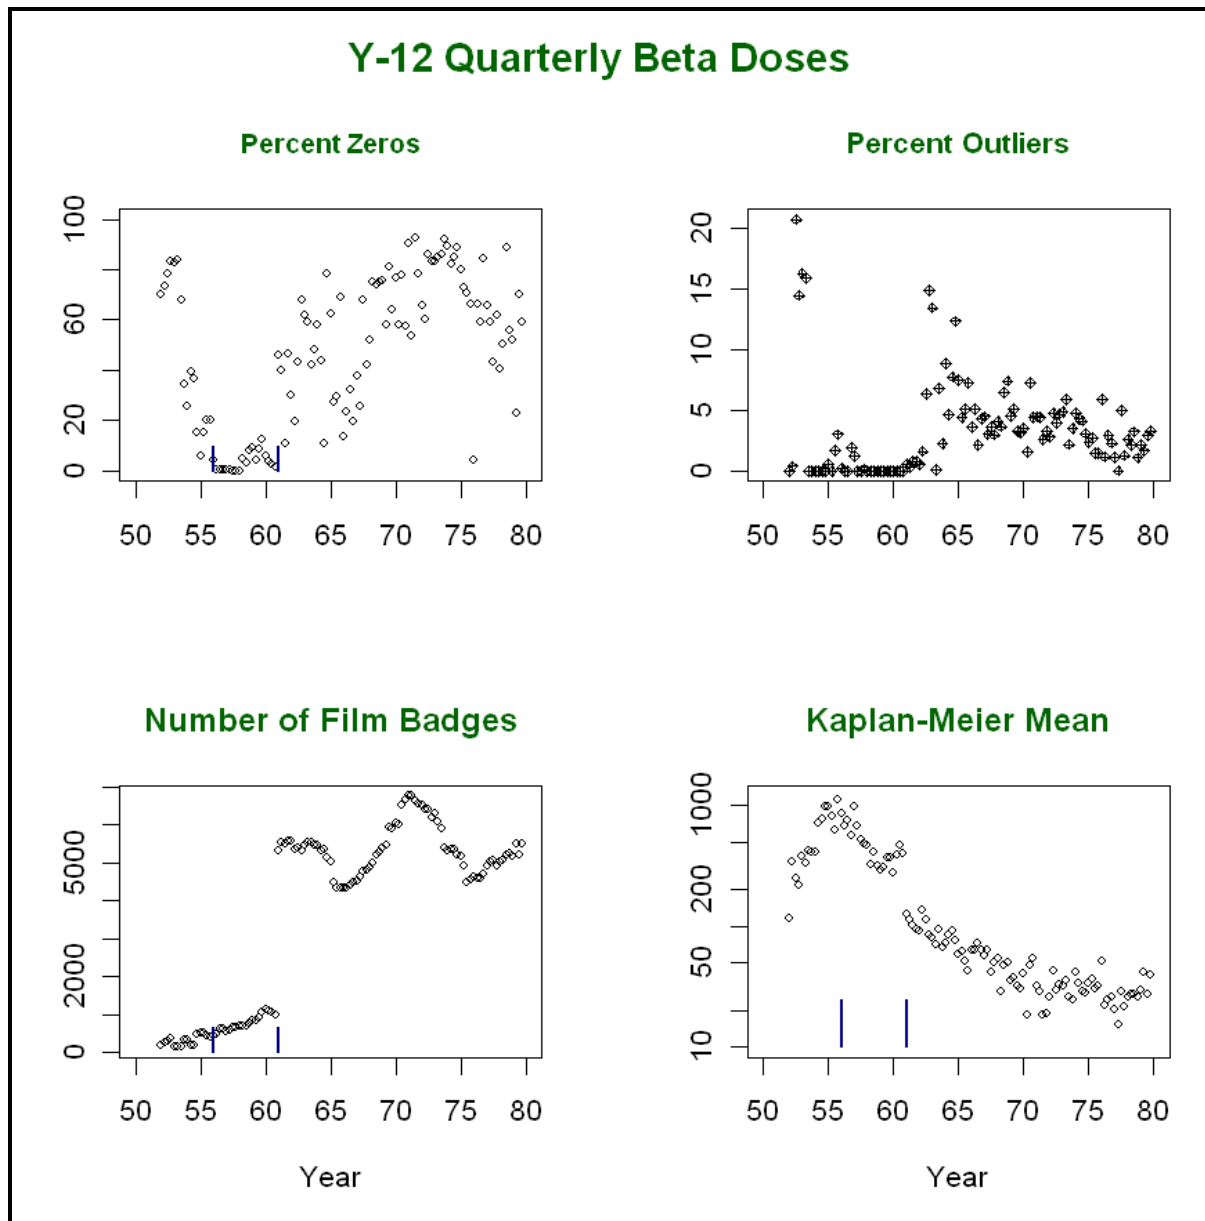 Y-12 Quarterly Beta Doses
Percent Zeros
100
60
20
0
50 55 60 65 70 75 80
Percent Outliers
20
15
10
5
0
50 55 60 65 70 75 80
Number of Film Badges
5000
2000
0
50 55 60 65 70 75 80
Year
Kaplan-Meier Mean
1000
200
50
10
50 55 60 65 70 75 80
Year